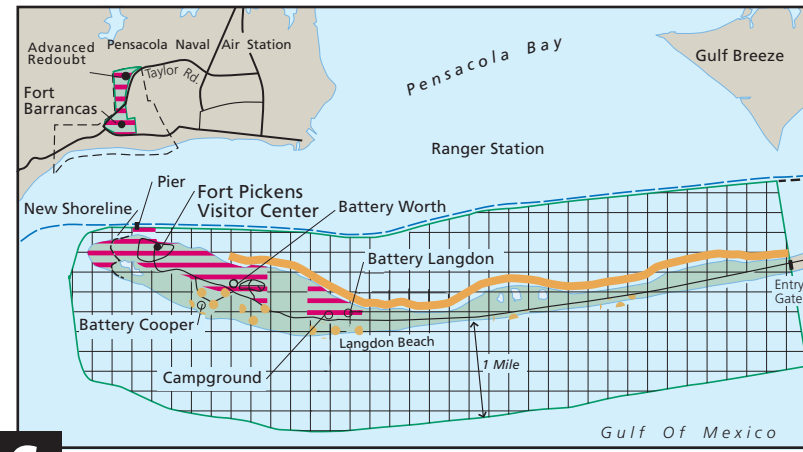 Advanced
Redoubt
Pensacola Naval Air Station
Taylor Rd.
Fort
Barrancas
Pensacola Bay
Gulf Breeze
Ranger Station
Pier
New Shoreline
Fort Pickens
Visitor Center
Battery Worth
Battery Langdon
Entry
Gate
Battery Cooper
Langdon Beach
1 Mile
Campground
Gulf Of Mexico